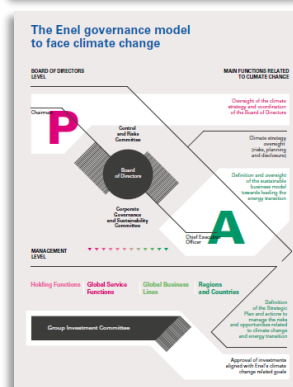 The Enel governance model
to face climate change
BOARD OF DIRECTORS
LEVEL
MAIN FUNCTIONS RELATED
TO CLIMATE CHANGE
Chairman
P
Oversight of the climate
strategy and coordination
of the Board of Directors
Control
and Risks
Committee
Climate strategy
oversight
(risks, planning
and disclosure)
Board
of Directors
Definition and oversight
of the sustainable
business model
towards leading the
energy transition
Corporate
Governance
and Sustainability
Committee
A
Chief Executive
Officer
MANAGEMENT
LEVEL
Holding Functions
Global Service
Functions
Global Business
Lines
Regions
and Countries
Definition
of the Strategic
Plan and actions to
manage the risks
and opportunities related
to climate change
and energy transition
Group Investment Committee
Approval of investments
aligned with Enel's climate
change related goals